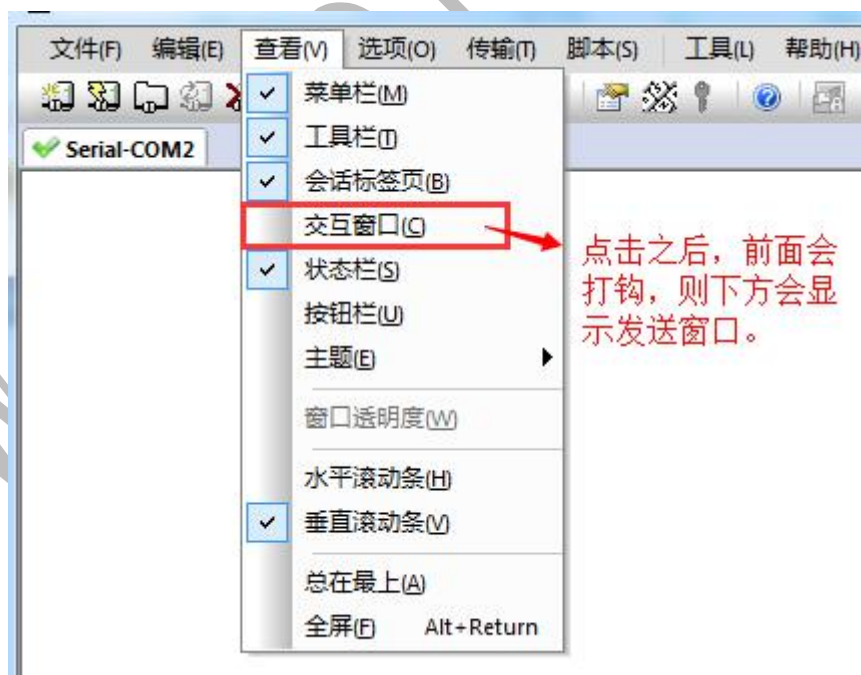 文件(F) 编辑(E) 查看(V) 选项(O) 传输(T) 脚本(S) 工具(L) 帮助(H)
Serial-COM2
菜单栏(M)
工具栏(T)
会话标签页(B)
交互窗口(C)
状态栏(S)
按钮栏(U)
主题(E)
窗口透明度(W)
水平滚动条(H)
垂直滚动条(V)
总在最上(A)
全屏(F) Alt+Return
点击之后，前面会
打钩，则下方会显
示发送窗口。